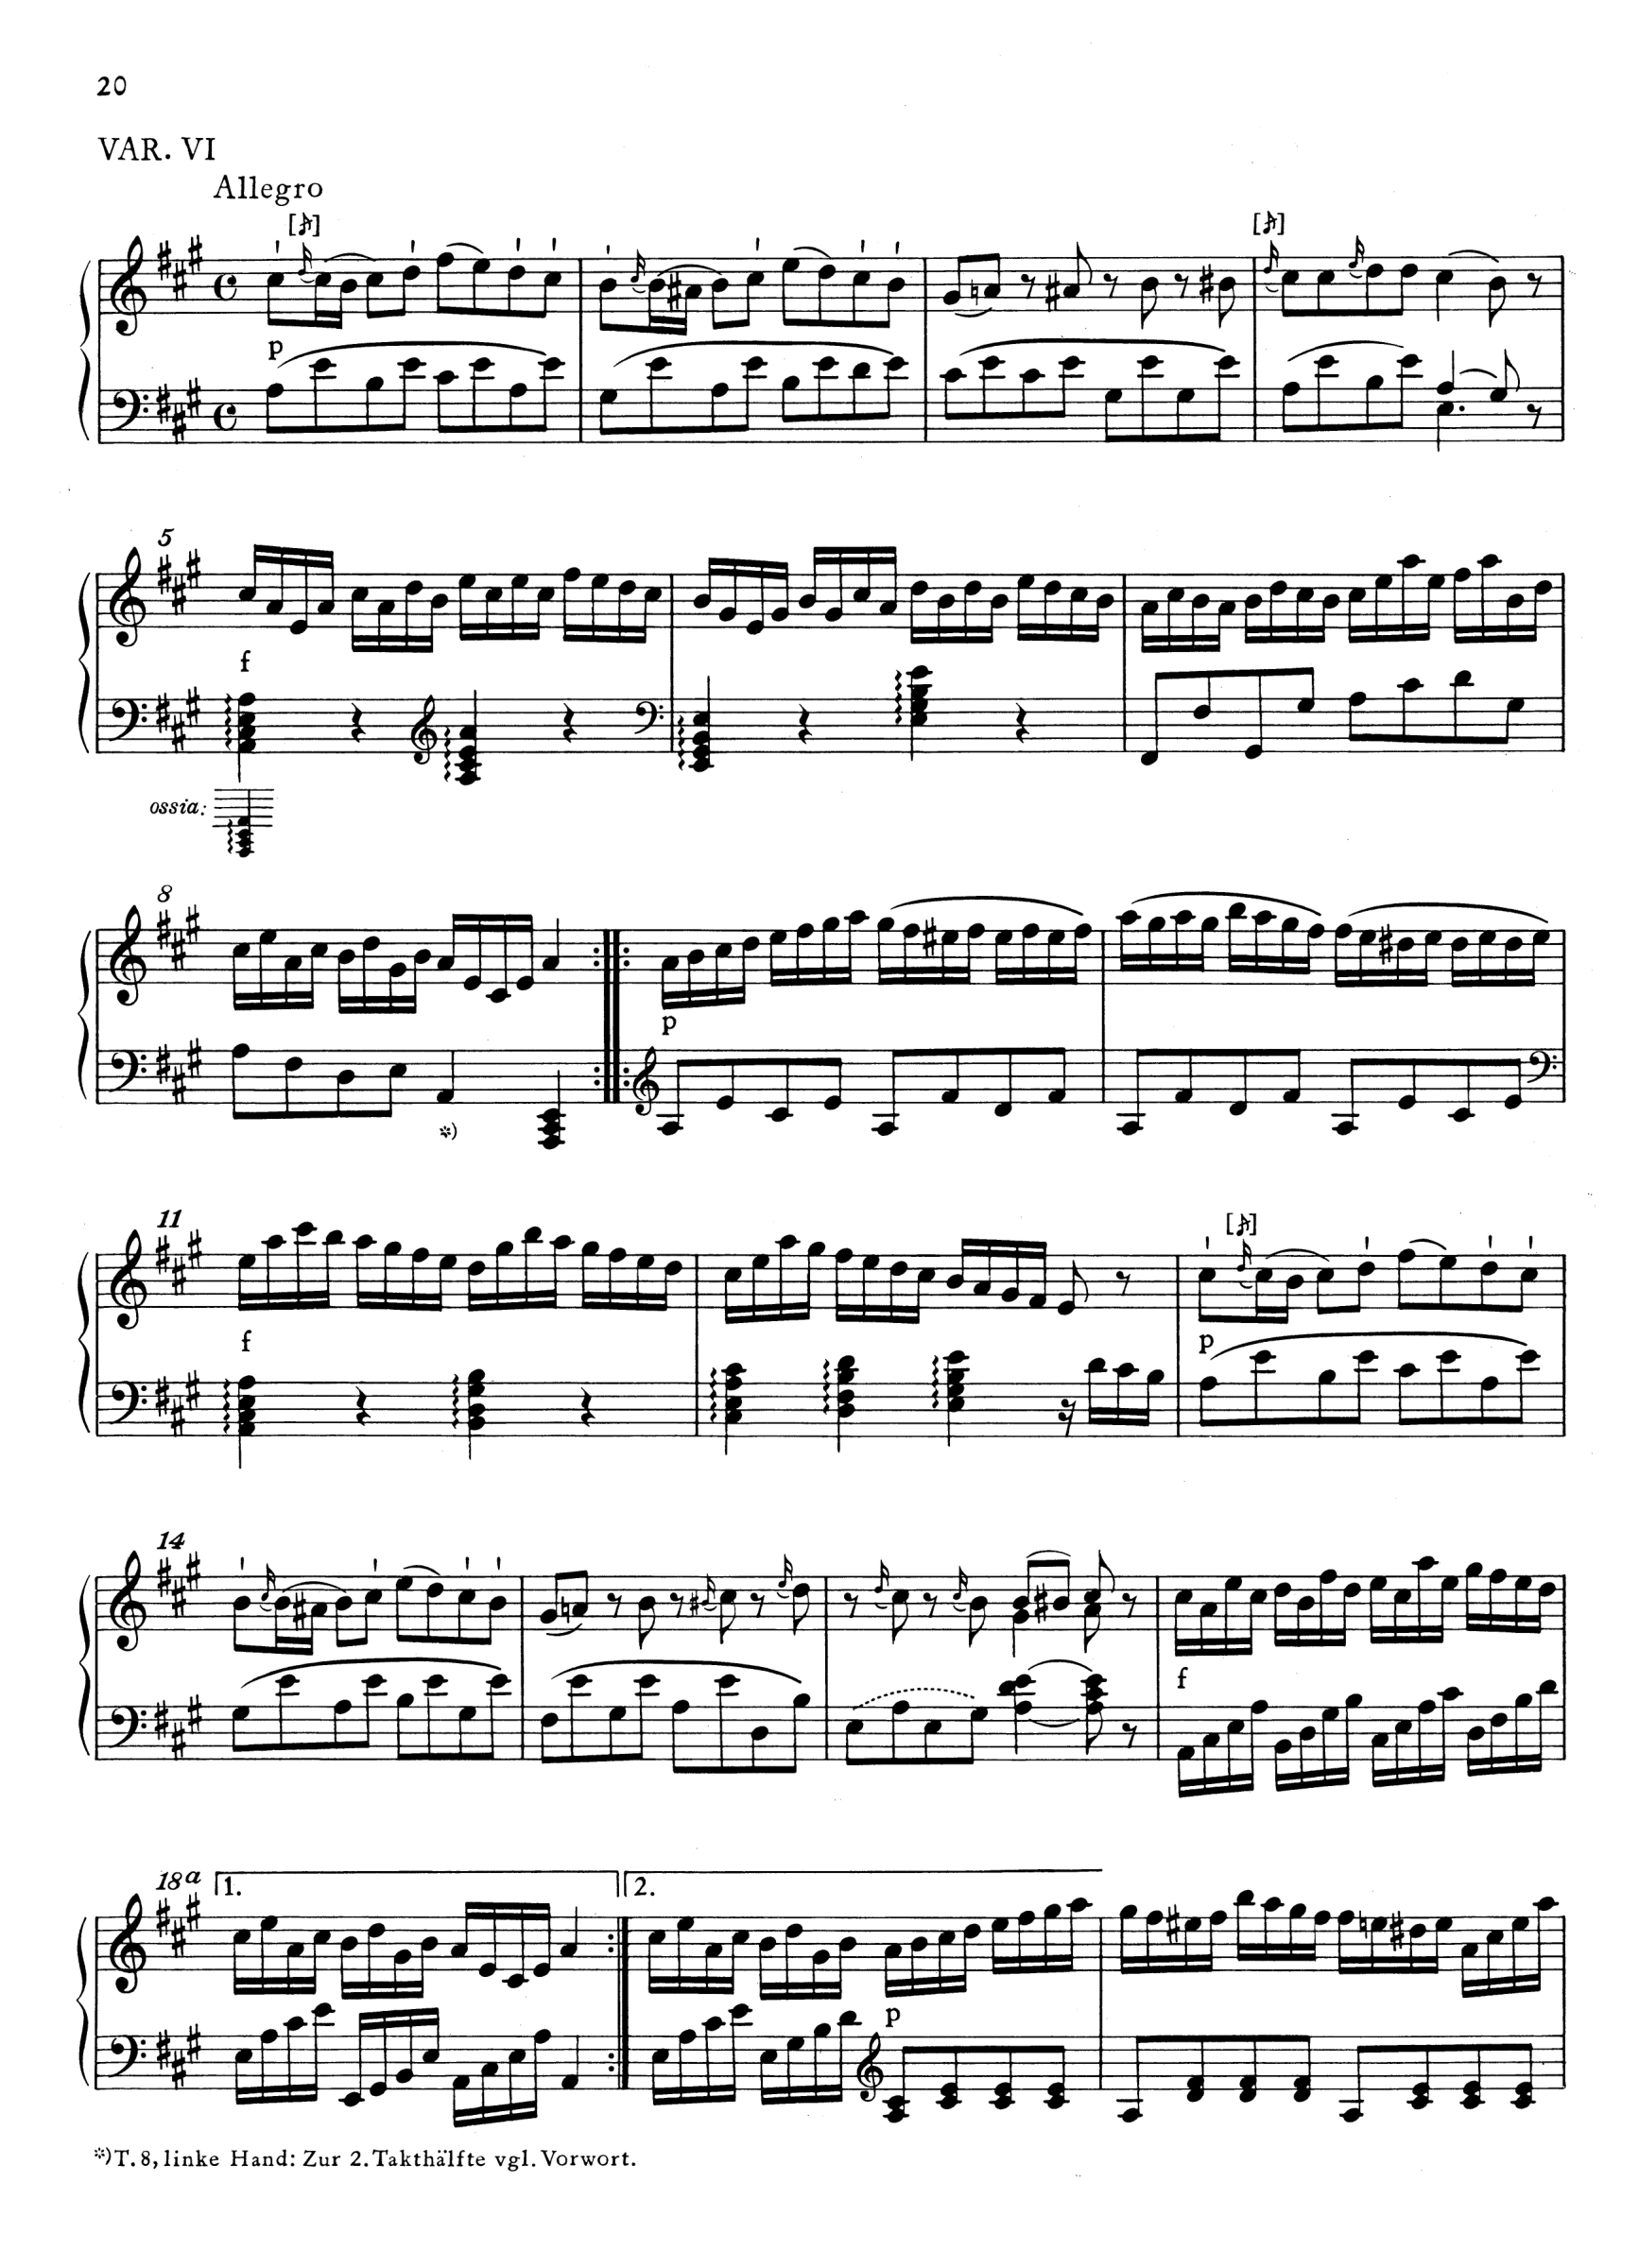 20
VAR. VI
Allegro
p
5
f
ossia:
8
p
*)
11
f
p
14
f
18a
1.
2.
p
*) T. 8, linke Hand: Zur 2. Takthälfte vgl. Vorwort.